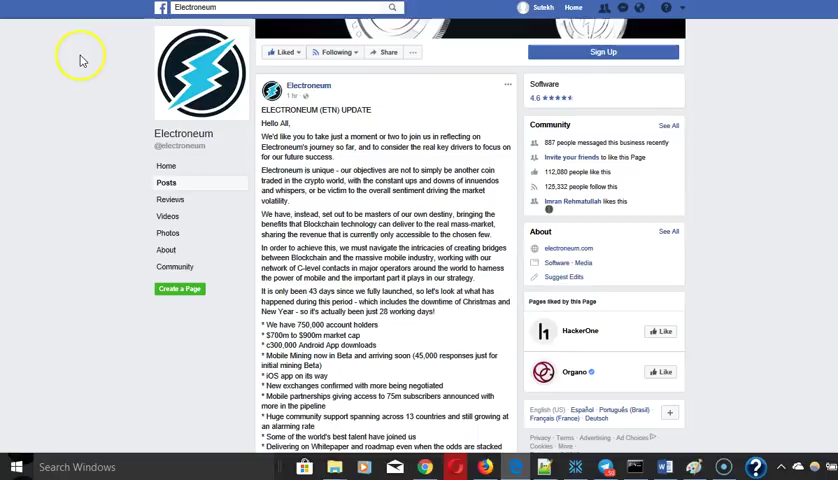 Electroneum
Sutekh Home
Liked Following Share ...
Sign Up
Electroneum
@electroneum
Home
Posts
Reviews
Videos
Photos
About
Community
Create a Page
Electroneum
1 hr ·
ELECTRONEUM (ETN) UPDATE
Hello All,
We'd like you to take just a moment or two to join us in reflecting on
Electroneum's journey so far, and to consider the real key drivers to focus on
for our future success.
Electroneum is unique - our objectives are not to simply be another coin
traded in the crypto world, with the constant ups and downs of innuendos
and whispers, or be victim to the overall sentiment driving the market
volatility.
We have, instead, set out to be masters of our own destiny, bringing the
benefits that Blockchain technology can deliver to the real mass-market,
sharing the revenue that is currently only accessible to the chosen few.
In order to achieve this, we must navigate the intricacies of creating bridges
between Blockchain and the massive mobile industry, working with our
network of C-level contacts in major operators around the world to harness
the power of mobile and the important part it plays in our strategy.
It is only been 43 days since we fully launched, so let's look at what has
happened during this period - which includes the downtime of Christmas and
New Year - so it's actually been just 28 working days!
* We have 750,000 account holders
* $700m to $900m market cap
* c300,000 Android App downloads
* Mobile Mining now in Beta and arriving soon (45,000 responses just for
initial mining Beta)
* iOS app on its way
* New exchanges confirmed with more being negotiated
* Mobile partnerships giving access to 75m subscribers announced with
more in the pipeline
* Huge community support spanning across 13 countries and still growing at
an alarming rate
* Some of the world's best talent have joined us
* Delivering on Whitepaper and roadmap even when the odds are stacked
Software
4.6
Community See All
887 people messaged this business recently
Invite your friends to like this Page
112,080 people like this
125,332 people follow this
Imran Rehmatullah likes this
About See All
electroneum.com
Software · Media
Suggest Edits
Pages liked by this Page
HackerOne Like
Organo Like
English (US) · Español · Português (Brasil) ·
Français (France) · Deutsch
Privacy · Terms · Advertising · Ad Choices
Cookies · More
Search Windows